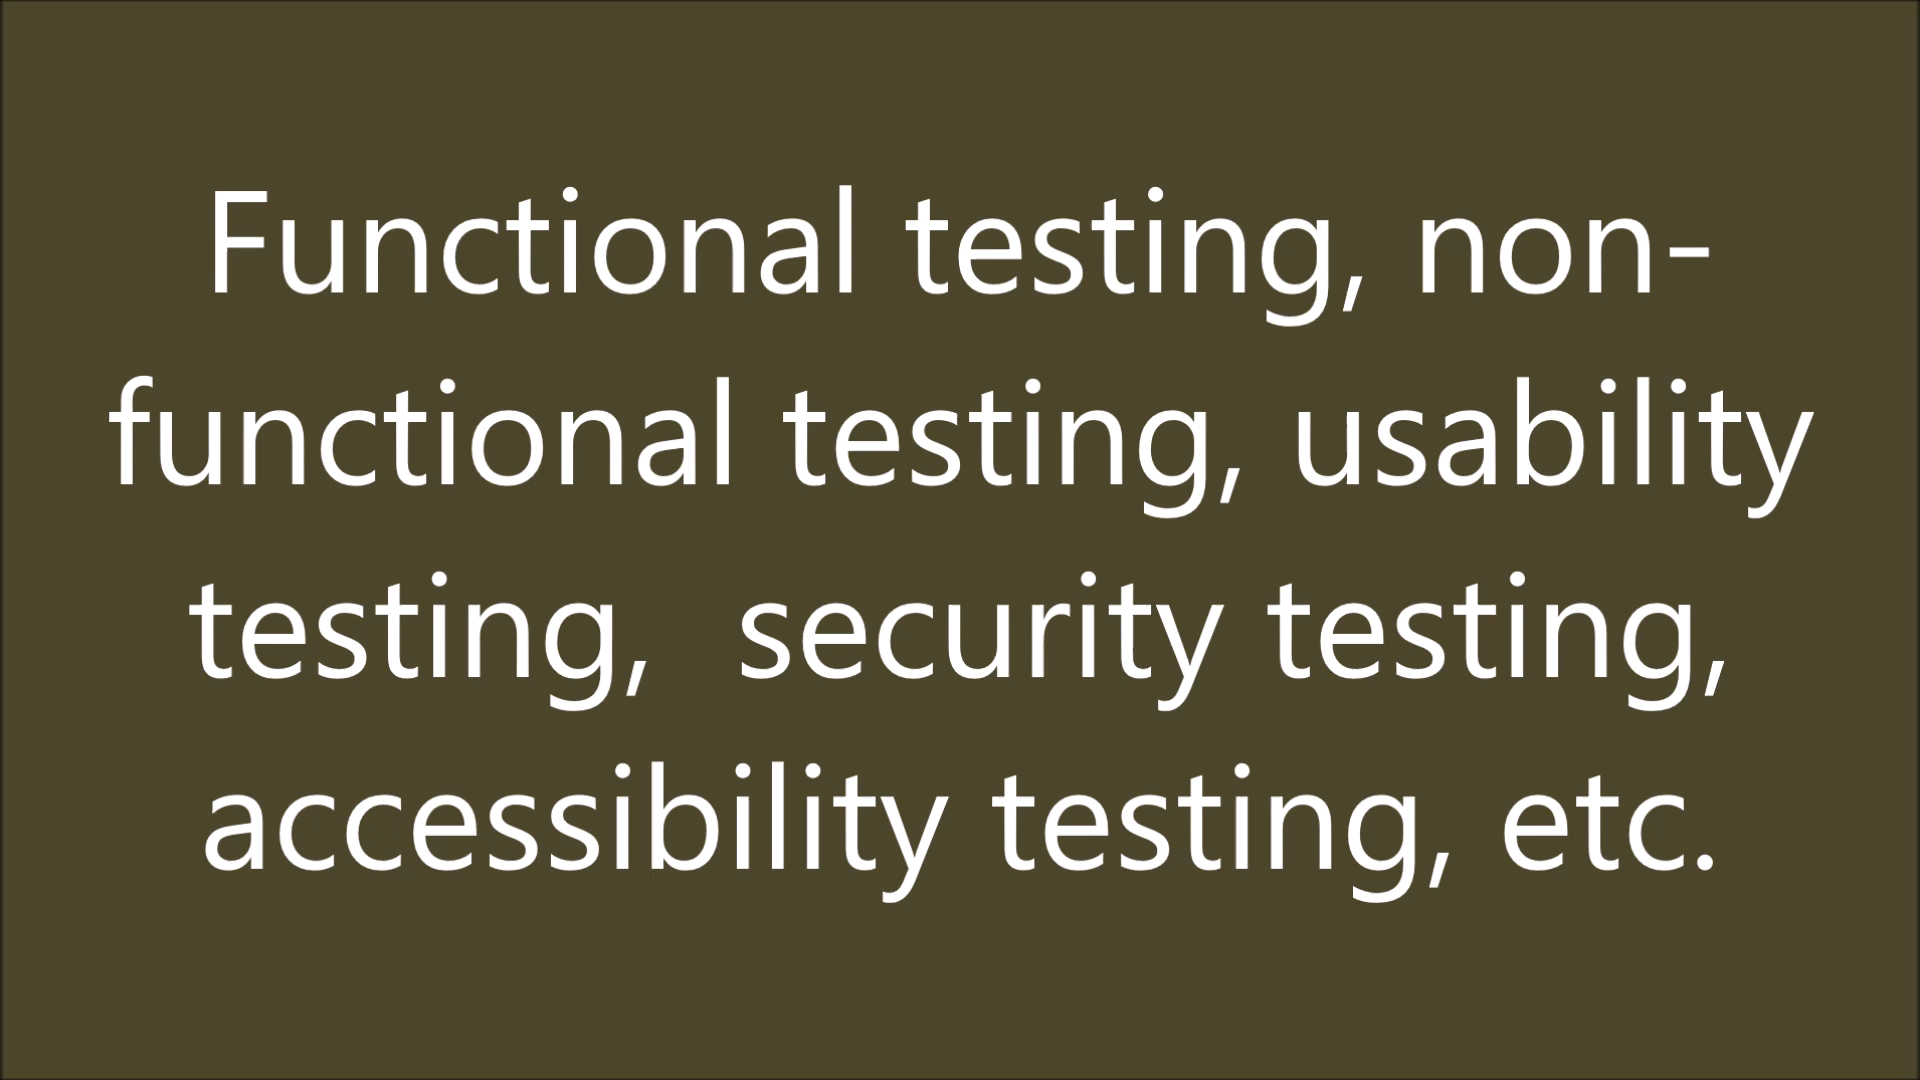 Functional testing, non-
functional testing, usability
testing,  security testing,
accessibility testing, etc.